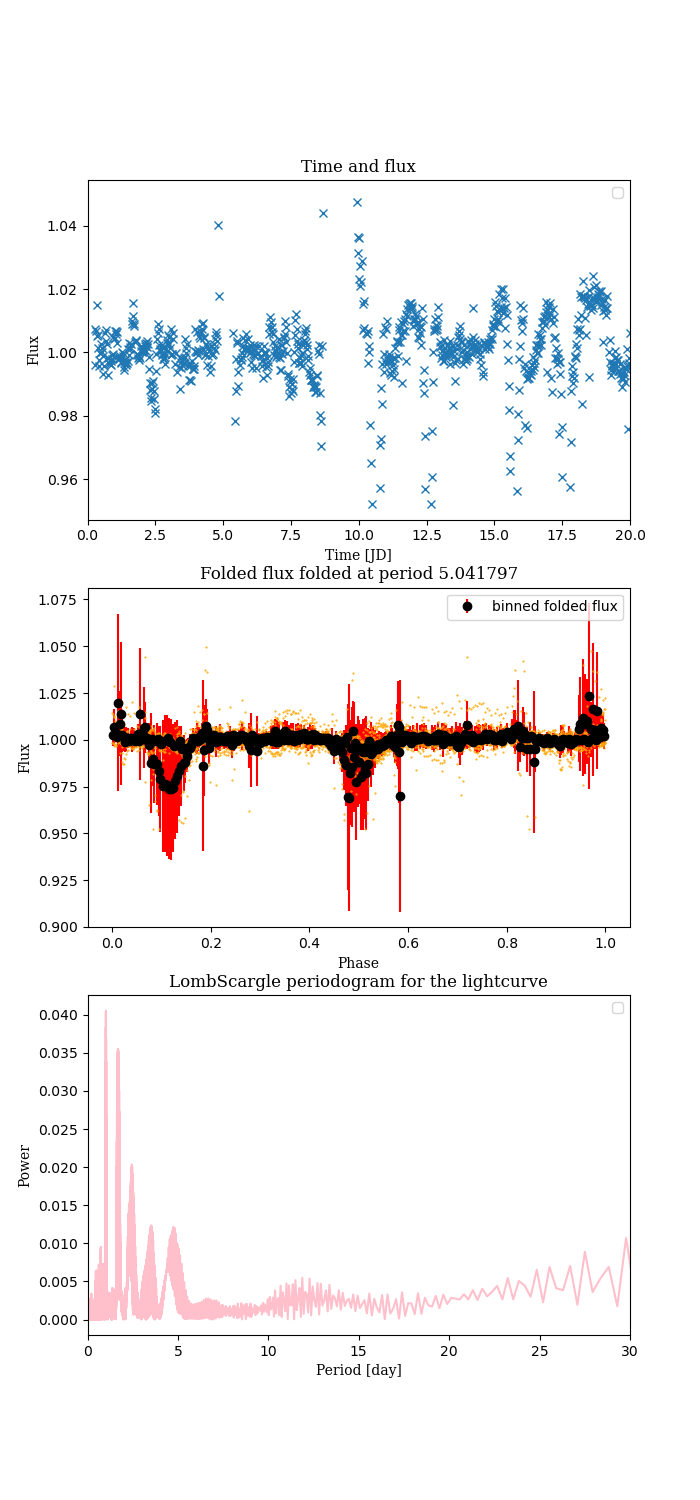 Time and flux
Flux
1.04
1.02
1.00
0.98
0.96
0.0 2.5 5.0 7.5 10.0 12.5 15.0 17.5 20.0
Time [JD]
Folded flux folded at period 5.041797
binned folded flux
Flux
1.075
1.050
1.025
1.000
0.975
0.950
0.925
0.900
0.0 0.2 0.4 0.6 0.8 1.0
Phase
LombScargle periodogram for the lightcurve
Power
0.040
0.035
0.030
0.025
0.020
0.015
0.010
0.005
0.000
0 5 10 15 20 25 30
Period [day]